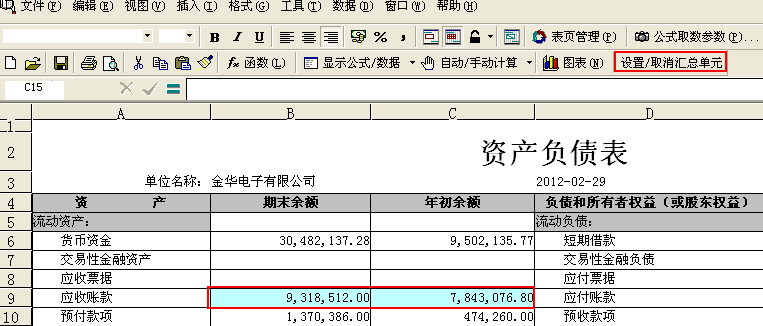 文件(F) 编辑(E) 视图(V) 插入(I) 格式(G) 工具(T) 数据(D) 窗口(W) 帮助(H)
B I U % , 表页管理(P) 公式取数参数(P)...
fx 函数(L) 显示公式/数据 自动/手动计算 图表(N) 设置/取消汇总单元
C15 =
A B C D
1
2 资产负债表
3 单位名称: 金华电子有限公司 2012-02-29
4 资 产 期末余额 年初余额 负债和所有者权益（或股东权益）
5 流动资产: 流动负债:
6 货币资金 30,482,137.28 9,502,135.77 短期借款
7 交易性金融资产 交易性金融负债
8 应收票据 应付票据
9 应收账款 9,318,512.00 7,843,076.80 应付账款
10 预付款项 1,370,386.00 474,260.00 预收款项